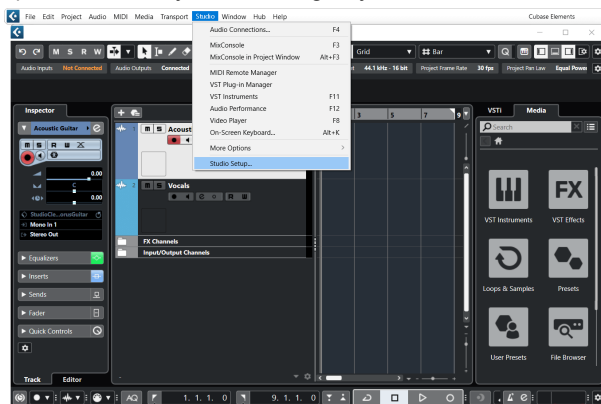 File Edit Project Audio MIDI Media Transport Studio Window Hub Help Cubase Elements
M S R W Grid Bar
Audio Inputs Not Connected Audio Outputs Connected 44.1 kHz - 16 bit Project Frame Rate 30 fps Project Pan Law Equal Power
Audio Connections... F4
MixConsole F3
MixConsole in Project Window Alt+F3
MIDI Remote Manager
VST Plug-in Manager
VST Instruments F11
Audio Performance F12
Video Player F8
On-Screen Keyboard... Alt+K
More Options
Studio Setup...
Inspector
Acoustic Guitar
M S R W
0.00
C
0.00
Mono In 1
Stereo Out
Equalizers
Inserts
Sends
Fader
Quick Controls
Track Editor
1 M S Acoust
2 M S Vocals
R W
FX Channels
Input/Output Channels
3 5 7 9
VSTi Media
Search
VST Instruments
FX
VST Effects
Loops & Samples
Presets
User Presets
File Browser
AQ 1. 1. 1. 0 9. 1. 1. 0